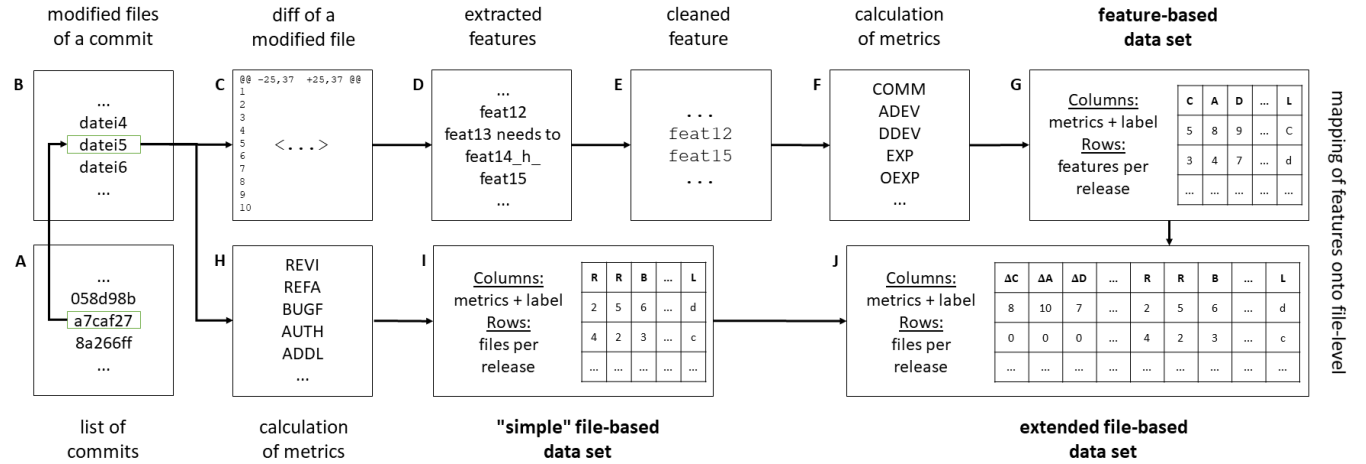 modified files
of a commit
diff of a
modified file
extracted
features
cleaned
feature
calculation
of metrics
feature-based
data set
B
...
datei4
datei5
datei6
...
C
@@ -25,37 +25,37 @@
1
2
3
4
5
6
7
8
9
10
<...>
D
...
feat12
feat13 needs to
feat14_h_
feat15
...
E
...
feat12
feat15
...
F
COMM
ADEV
DDEV
EXP
OEXP
...
G
Columns:
metrics + label
Rows:
features per
release
C A D ... L
5 8 9 ... C
3 4 7 ... d
... ... ... ... ...
mapping of features onto file-level
A
...
058d98b
a7caf27
8a266ff
...
H
REVI
REFA
BUGF
AUTH
ADDL
...
I
Columns:
metrics + label
Rows:
files per
release
R R B ... L
2 5 6 ... d
4 2 3 ... c
... ... ... ... ...
J
Columns:
metrics + label
Rows:
files per
release
ΔC ΔA ΔD ... R R B ... L
8 10 7 ... 2 5 6 ... d
0 0 0 ... 4 2 3 ... c
... ... ... ... ... ... ... ... ...
list of
commits
calculation
of metrics
"simple" file-based
data set
extended file-based
data set